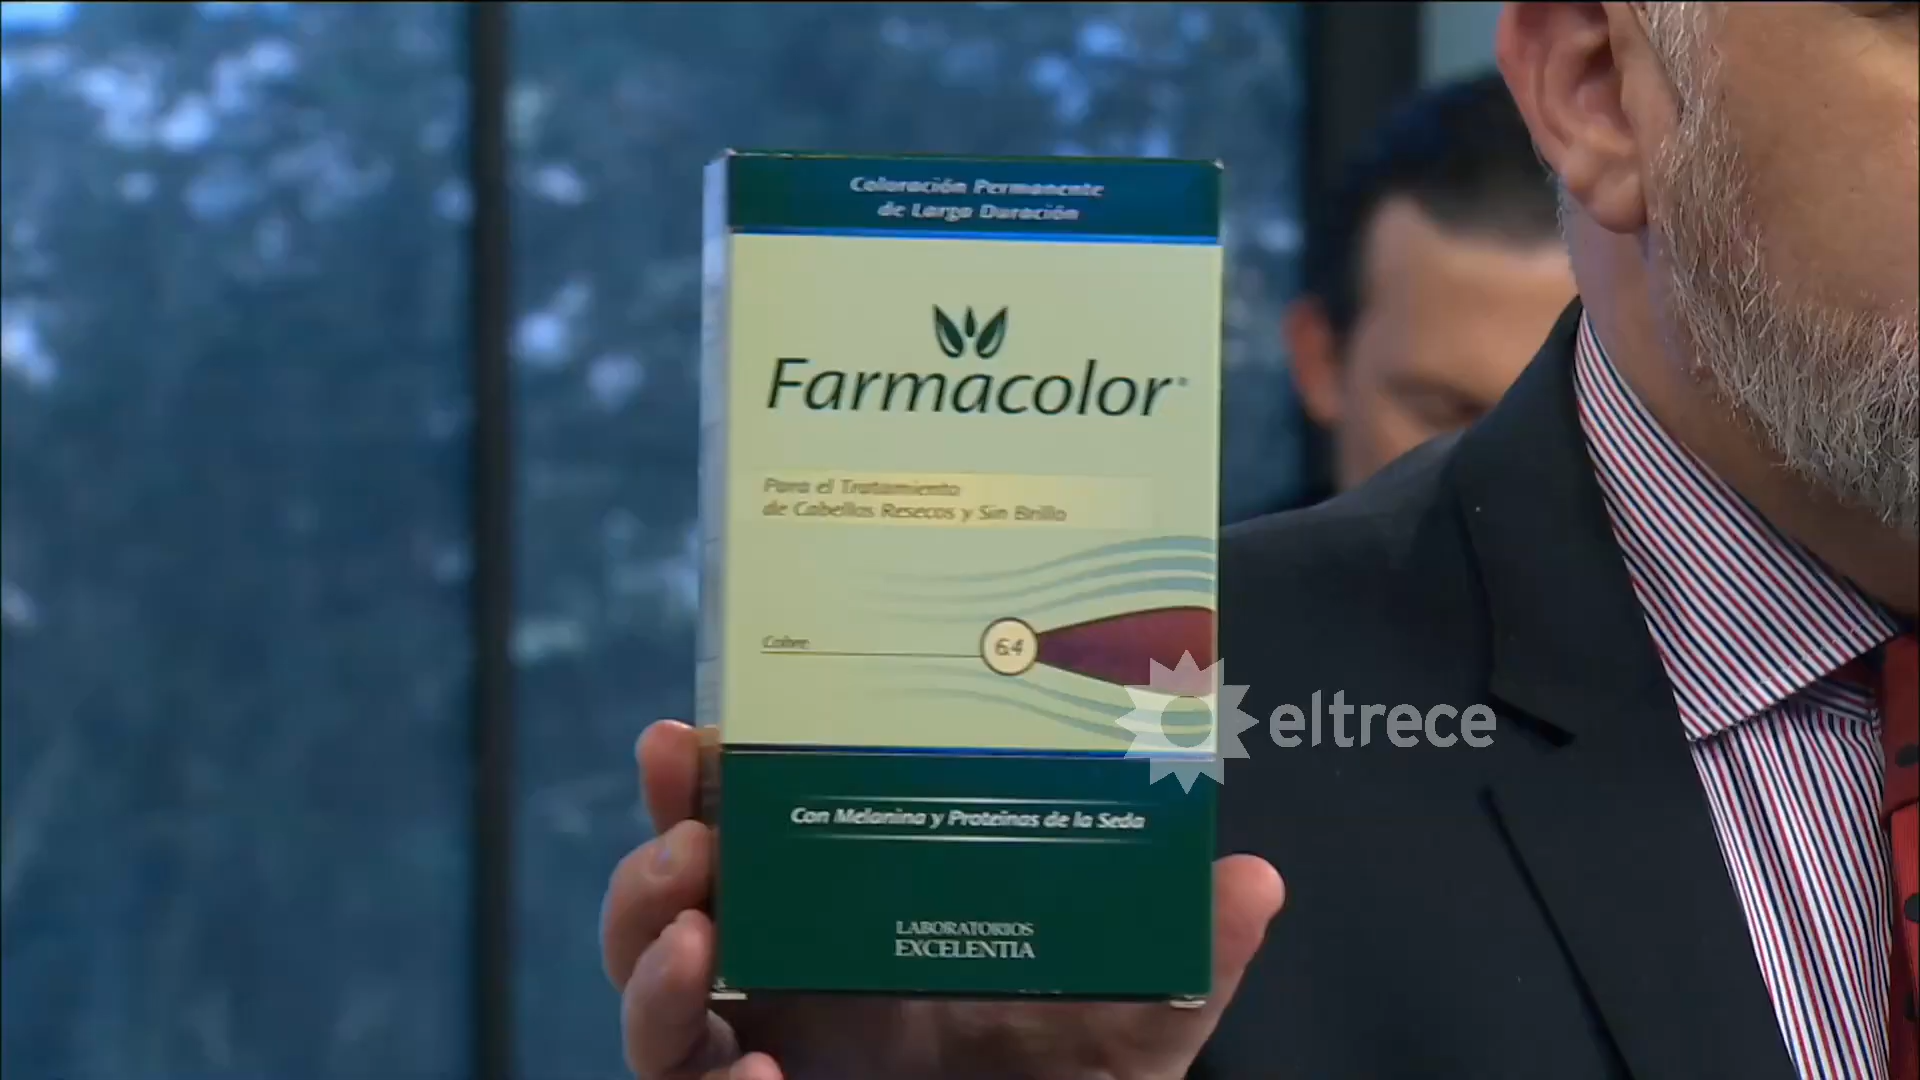 Coloración Permanente
de Larga Duración
Farmacolor
Para el Tratamiento
de Cabellos Resecos y Sin Brillo
Cobre
6.4
eltrece
Con Melanina y Proteinas de la Seda
LABORATORIOS
EXCELENTIA